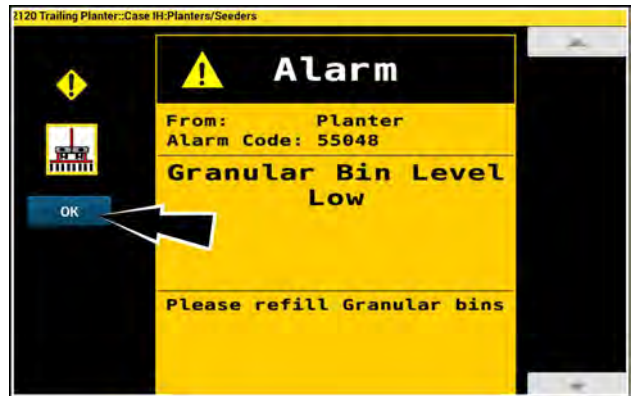 2120 Trailing Planter::Case IH:Planters/Seeders
Alarm
From: Planter
Alarm Code: 55048
Granular Bin Level
Low
OK
Please refill Granular bins